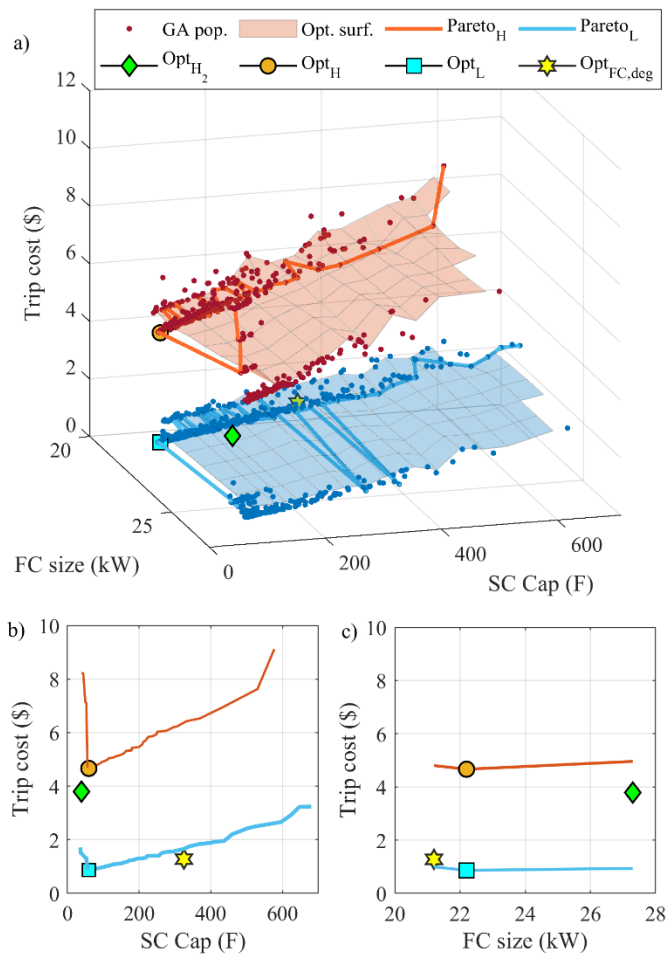 a)
GA pop. Opt. surf. Pareto_H Pareto_L
Opt_H₂ Opt_H Opt_L Opt_FC,deg
12
10
8
6
4
2
0
Trip cost ($)
20
25
FC size (kW)
0 200 400 600
SC Cap (F)
b) c)
10 10
8 8
6 6
4 4
2 2
0 0
Trip cost ($) Trip cost ($)
0 200 400 600 20 22 24 26 28
SC Cap (F) FC size (kW)